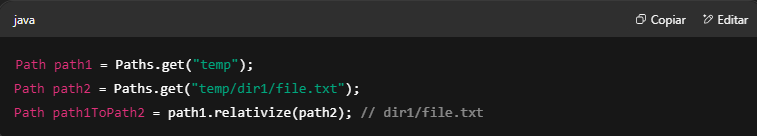 java Copiar Editar
Path path1 = Paths.get("temp");
Path path2 = Paths.get("temp/dir1/file.txt");
Path path1ToPath2 = path1.relativize(path2); // dir1/file.txt